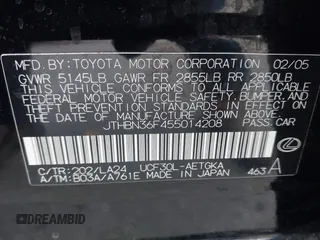 MFD. BY: TOYOTA MOTOR CORPORATION 02/05
GVWR 5145LB GAWR FR 2855LB RR 2850LB
THIS VEHICLE CONFORMS TO ALL APPLICABLE FEDERAL MOTOR VEHICLE SAFETY, BUMPER, AND THEFT PREVENTION STANDARDS IN EFFECT ON THE DATE OF MANUFACTURE SHOWN ABOVE.
JTHBN36F455014208
PASS. CAR
C/TR: 202/LA24 UCF30L-AETGKA
A/TM: B03A/A761E MADE IN JAPAN 463 A
© AMERIBID